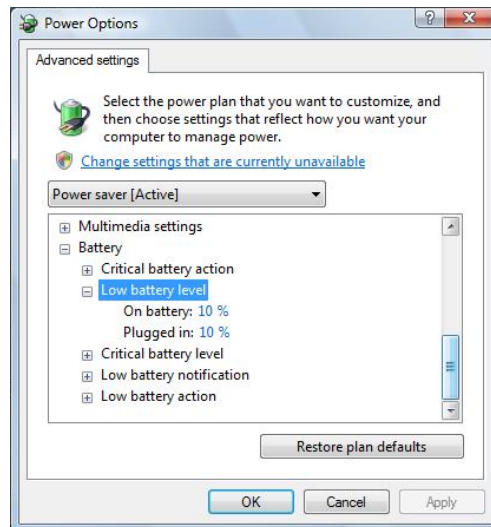 Power Options
Advanced settings
Select the power plan that you want to customize, and
then choose settings that reflect how you want your
computer to manage power.
Change settings that are currently unavailable
Power saver [Active]
Multimedia settings
Battery
Critical battery action
Low battery level
On battery: 10 %
Plugged in: 10 %
Critical battery level
Low battery notification
Low battery action
Restore plan defaults
OK Cancel Apply